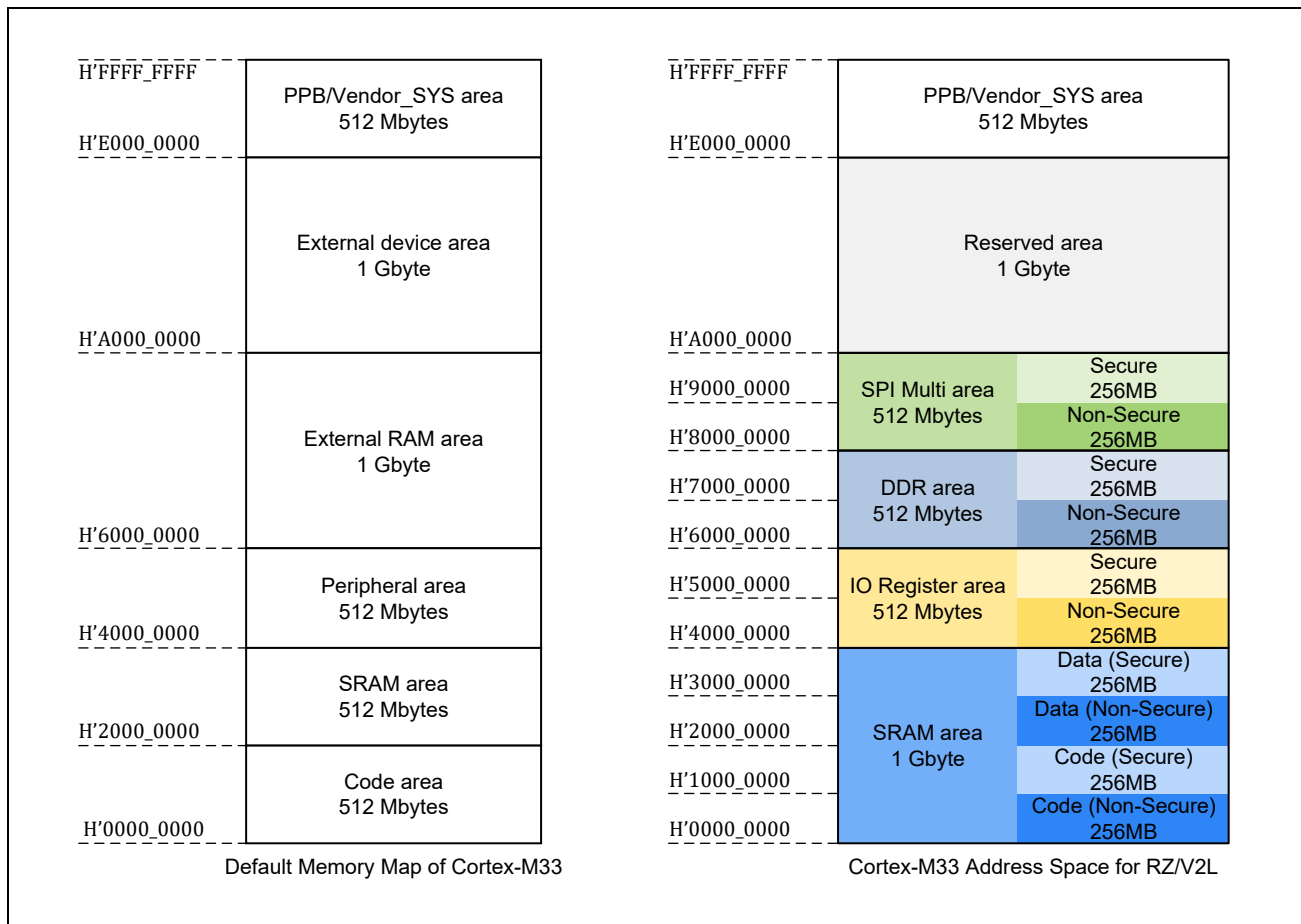 H'FFFF_FFFF
PPB/Vendor_SYS area
512 Mbytes
H'E000_0000
External device area
1 Gbyte
H'A000_0000
External RAM area
1 Gbyte
H'6000_0000
Peripheral area
512 Mbytes
H'4000_0000
SRAM area
512 Mbytes
H'2000_0000
Code area
512 Mbytes
H'0000_0000
Default Memory Map of Cortex-M33
H'FFFF_FFFF
PPB/Vendor_SYS area
512 Mbytes
H'E000_0000
Reserved area
1 Gbyte
H'A000_0000
SPI Multi area
512 Mbytes
Secure
256MB
H'9000_0000
Non-Secure
256MB
H'8000_0000
DDR area
512 Mbytes
Secure
256MB
H'7000_0000
Non-Secure
256MB
H'6000_0000
IO Register area
512 Mbytes
Secure
256MB
H'5000_0000
Non-Secure
256MB
H'4000_0000
SRAM area
1 Gbyte
Data (Secure)
256MB
H'3000_0000
Data (Non-Secure)
256MB
H'2000_0000
Code (Secure)
256MB
H'1000_0000
Code (Non-Secure)
256MB
H'0000_0000
Cortex-M33 Address Space for RZ/V2L